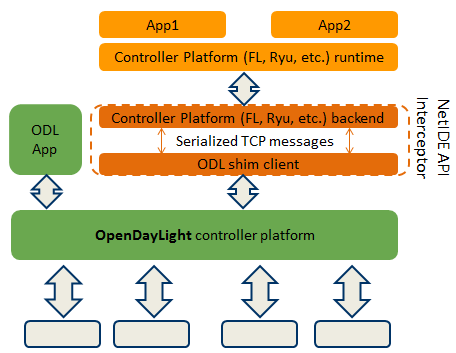 App1
App2
Controller Platform (FL, Ryu, etc.) runtime
Controller Platform (FL, Ryu, etc.) backend
Serialized TCP messages
ODL shim client
NetIDE API
Interceptor
ODL
App
OpenDayLight controller platform